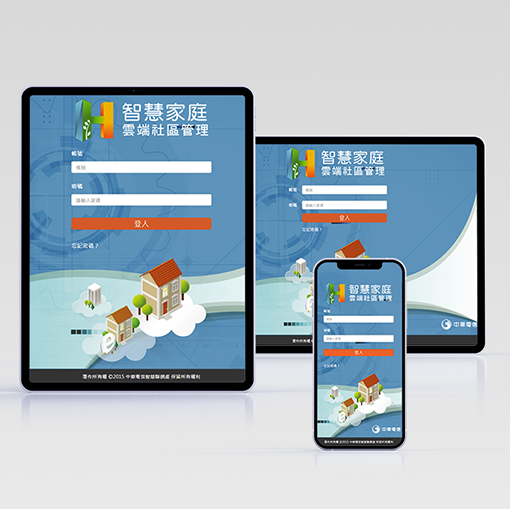 智慧家庭
雲端社區管理
帳號
帳號
密碼
請輸入密碼
登入
忘記密碼？
e
著作所有權 ©2015 中華電信智慧聯網處 保留所有權利
智慧家庭
雲端社區管理
帳號
帳號
密碼
請輸入密碼
登入
忘記密碼？
中華電信
智慧家庭
雲端社區管理
帳號
帳號
密碼
請輸入密碼
登入
忘記密碼？
e
中華電信
著作所有權 ©2015 中華電信智慧聯網處 保留所有權利